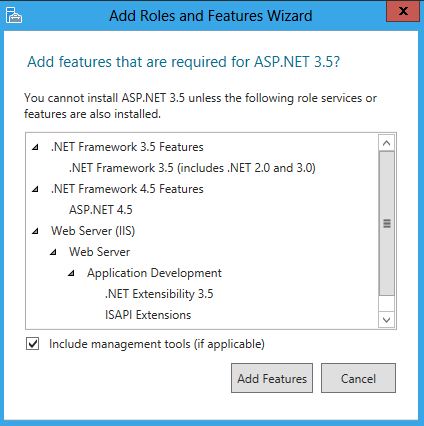 Add Roles and Features Wizard
x
Add features that are required for ASP.NET 3.5?
You cannot install ASP.NET 3.5 unless the following role services or
features are also installed.
.NET Framework 3.5 Features
.NET Framework 3.5 (includes .NET 2.0 and 3.0)
.NET Framework 4.5 Features
ASP.NET 4.5
Web Server (IIS)
Web Server
Application Development
.NET Extensibility 3.5
ISAPI Extensions
Include management tools (if applicable)
Add Features
Cancel